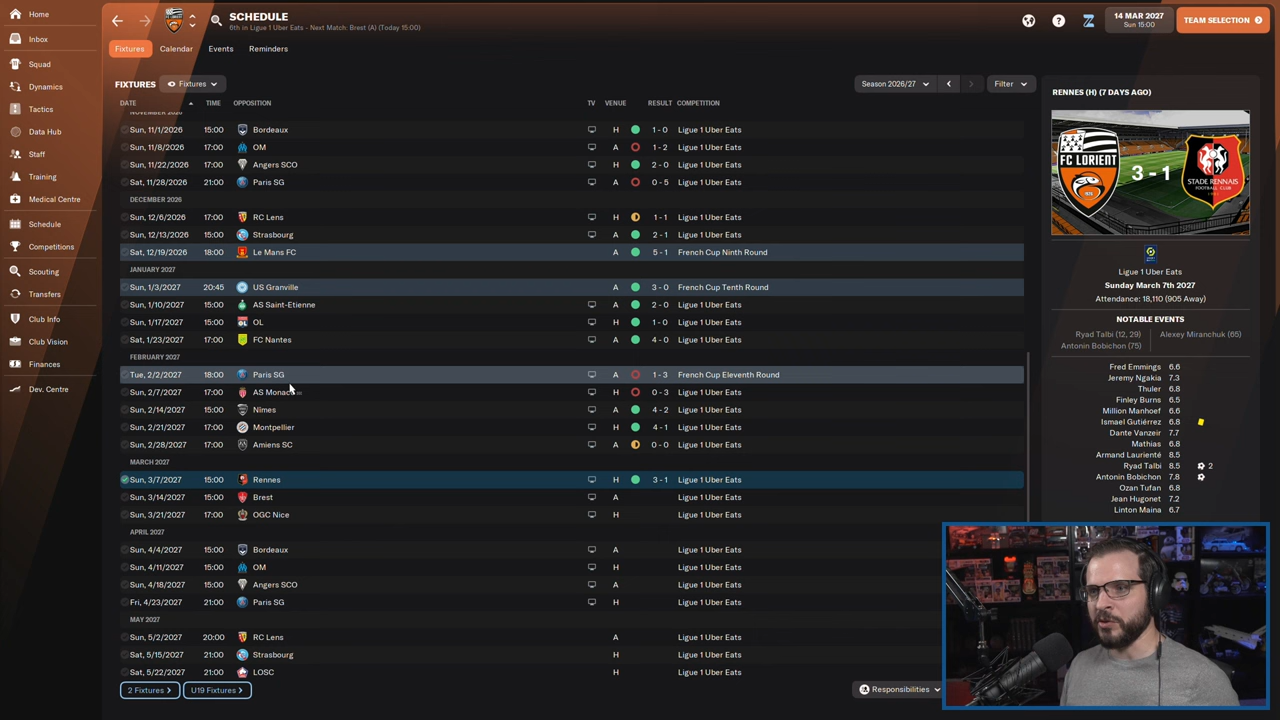 Home
SCHEDULE
6th in Ligue 1 Uber Eats - Next Match: Brest (A) (Today 15:00)
14 MAR 2027
Sun 15:00
TEAM SELECTION
Inbox
Fixtures Calendar Events Reminders
Squad
Dynamics
Tactics
Data Hub
Staff
Training
Medical Centre
Schedule
Competitions
Scouting
Transfers
Club Info
Club Vision
Finances
Dev. Centre
FIXTURES Fixtures Season 2026/27 Filter
DATE TIME OPPOSITION TV VENUE RESULT COMPETITION
NOVEMBER 2026
Sun, 11/1/2026 15:00 Bordeaux H 1 - 0 Ligue 1 Uber Eats
Sun, 11/8/2026 17:00 OM A 1 - 2 Ligue 1 Uber Eats
Sun, 11/22/2026 17:00 Angers SCO H 2 - 0 Ligue 1 Uber Eats
Sat, 11/28/2026 21:00 Paris SG A 0 - 5 Ligue 1 Uber Eats
DECEMBER 2026
Sun, 12/6/2026 17:00 RC Lens H 1 - 1 Ligue 1 Uber Eats
Sun, 12/13/2026 15:00 Strasbourg A 2 - 1 Ligue 1 Uber Eats
Sat, 12/19/2026 18:00 Le Mans FC A 5 - 1 French Cup Ninth Round
JANUARY 2027
Sun, 1/3/2027 20:45 US Granville A 3 - 0 French Cup Tenth Round
Sun, 1/10/2027 15:00 AS Saint-Etienne A 2 - 0 Ligue 1 Uber Eats
Sun, 1/17/2027 15:00 OL H 1 - 0 Ligue 1 Uber Eats
Sat, 1/23/2027 17:00 FC Nantes A 4 - 0 Ligue 1 Uber Eats
FEBRUARY 2027
Tue, 2/2/2027 18:00 Paris SG A 1 - 3 French Cup Eleventh Round
Sun, 2/7/2027 17:00 AS Monaco H 0 - 3 Ligue 1 Uber Eats
Sun, 2/14/2027 15:00 Nîmes A 4 - 2 Ligue 1 Uber Eats
Sun, 2/21/2027 17:00 Montpellier H 4 - 1 Ligue 1 Uber Eats
Sun, 2/28/2027 17:00 Amiens SC A 0 - 0 Ligue 1 Uber Eats
MARCH 2027
Sun, 3/7/2027 15:00 Rennes H 3 - 1 Ligue 1 Uber Eats
Sun, 3/14/2027 15:00 Brest A Ligue 1 Uber Eats
Sun, 3/21/2027 17:00 OGC Nice H Ligue 1 Uber Eats
APRIL 2027
Sun, 4/4/2027 15:00 Bordeaux A Ligue 1 Uber Eats
Sun, 4/11/2027 15:00 OM H Ligue 1 Uber Eats
Sun, 4/18/2027 15:00 Angers SCO A Ligue 1 Uber Eats
Fri, 4/23/2027 21:00 Paris SG H Ligue 1 Uber Eats
MAY 2027
Sun, 5/2/2027 20:00 RC Lens A Ligue 1 Uber Eats
Sat, 5/15/2027 21:00 Strasbourg H Ligue 1 Uber Eats
Sat, 5/22/2027 21:00 LOSC H Ligue 1 Uber Eats
2 Fixtures U19 Fixtures Responsibilities
RENNES (H) (7 DAYS AGO)
FC LORIENT
3 - 1
STADE RENNAIS
FOOTBALL CLUB
Ligue 1 Uber Eats
Sunday March 7th 2027
Attendance: 18,110 (905 Away)
NOTABLE EVENTS
Ryad Talbi (12, 29) Alexey Miranchuk (65)
Antonin Bobichon (75)
Fred Emmings 6.6
Jeremy Ngakia 7.3
Thuler 6.8
Finley Burns 6.5
Million Manhoef 6.6
Ismael Gutiérrez 6.8
Dante Vanzeir 7.7
Mathias 6.8
Armand Laurienté 8.5
Ryad Talbi 8.5 2
Antonin Bobichon 7.8
Ozan Tufan 6.8
Jean Hugonet 7.2
Linton Maina 6.7